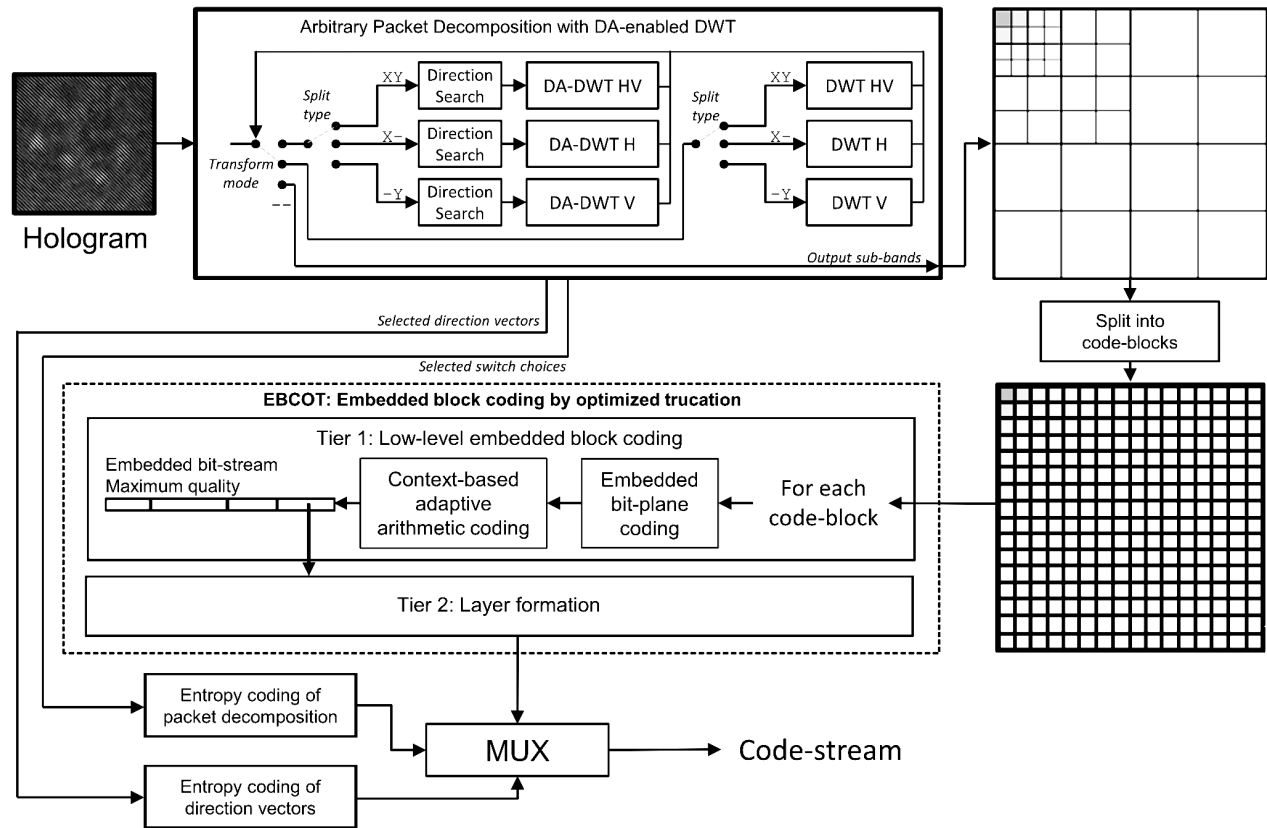 Arbitrary Packet Decomposition with DA-enabled DWT
Hologram
Transform
mode
--
Split
type
XY
X-
-Y
Direction
Search
DA-DWT HV
Direction
Search
DA-DWT H
Direction
Search
DA-DWT V
Split
type
XY
X-
-Y
DWT HV
DWT H
DWT V
Output sub-bands
Split into
code-blocks
Selected direction vectors
Selected switch choices
EBCOT: Embedded block coding by optimized trucation
Tier 1: Low-level embedded block coding
Embedded bit-stream
Maximum quality
Context-based
adaptive
arithmetic coding
Embedded
bit-plane
coding
For each
code-block
Tier 2: Layer formation
Entropy coding of
packet decomposition
Entropy coding of
direction vectors
MUX
Code-stream